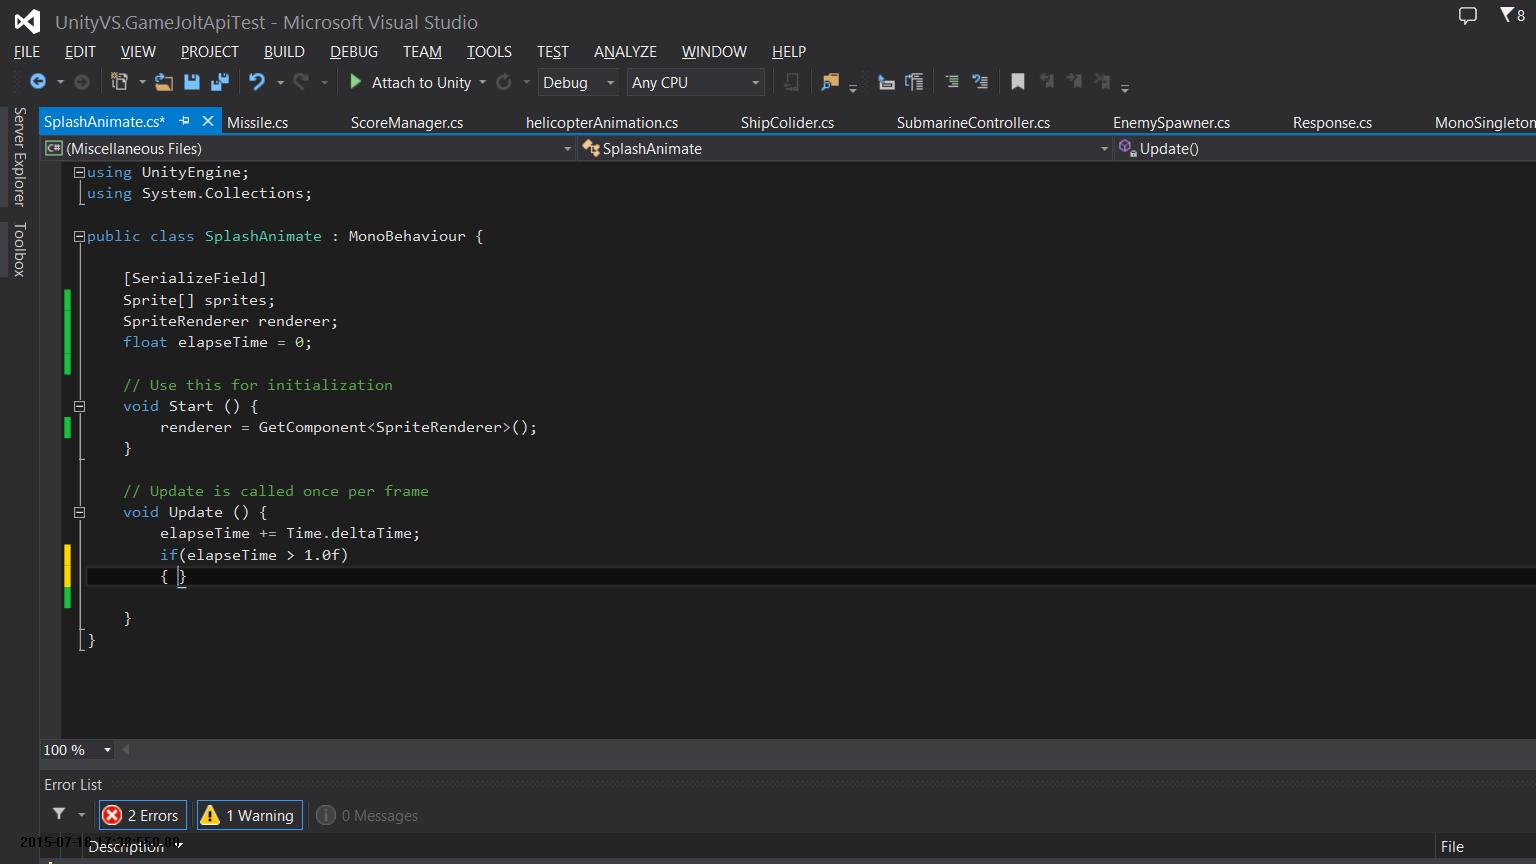 UnityVS.GameJoltApiTest - Microsoft Visual Studio
8
FILE EDIT VIEW PROJECT BUILD DEBUG TEAM TOOLS TEST ANALYZE WINDOW HELP
Attach to Unity Debug Any CPU
Server Explorer
Toolbox
SplashAnimate.cs* Missile.cs ScoreManager.cs helicopterAnimation.cs ShipColider.cs SubmarineController.cs EnemySpawner.cs Response.cs MonoSingleton
C# (Miscellaneous Files) SplashAnimate Update()
using UnityEngine;
using System.Collections;
public class SplashAnimate : MonoBehaviour {
[SerializeField]
Sprite[] sprites;
SpriteRenderer renderer;
float elapseTime = 0;
// Use this for initialization
void Start () {
renderer = GetComponent<SpriteRenderer>();
}
// Update is called once per frame
void Update () {
elapseTime += Time.deltaTime;
if(elapseTime > 1.0f)
{ }
}
}
100 %
Error List
2 Errors 1 Warning 0 Messages
Description File